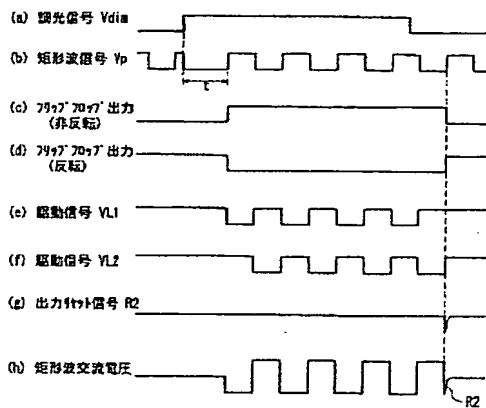 (a) 調光信号 Vdim
(b) 矩形波信号 Vp
t
(c) フリップフロップ出力
(非反転)
(d) フリップフロップ出力
(反転)
(e) 駆動信号 VL1
(f) 駆動信号 VL2
(g) 出力リセット信号 R2
(h) 矩形波交流電圧
R2